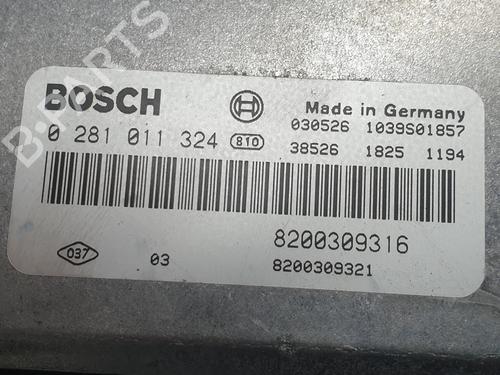 B-PARTS
BOSCH
Made in Germany
030526 1039S01857
0 281 011 324 810
38526 1825 1194
8200309316
037 03 8200309321